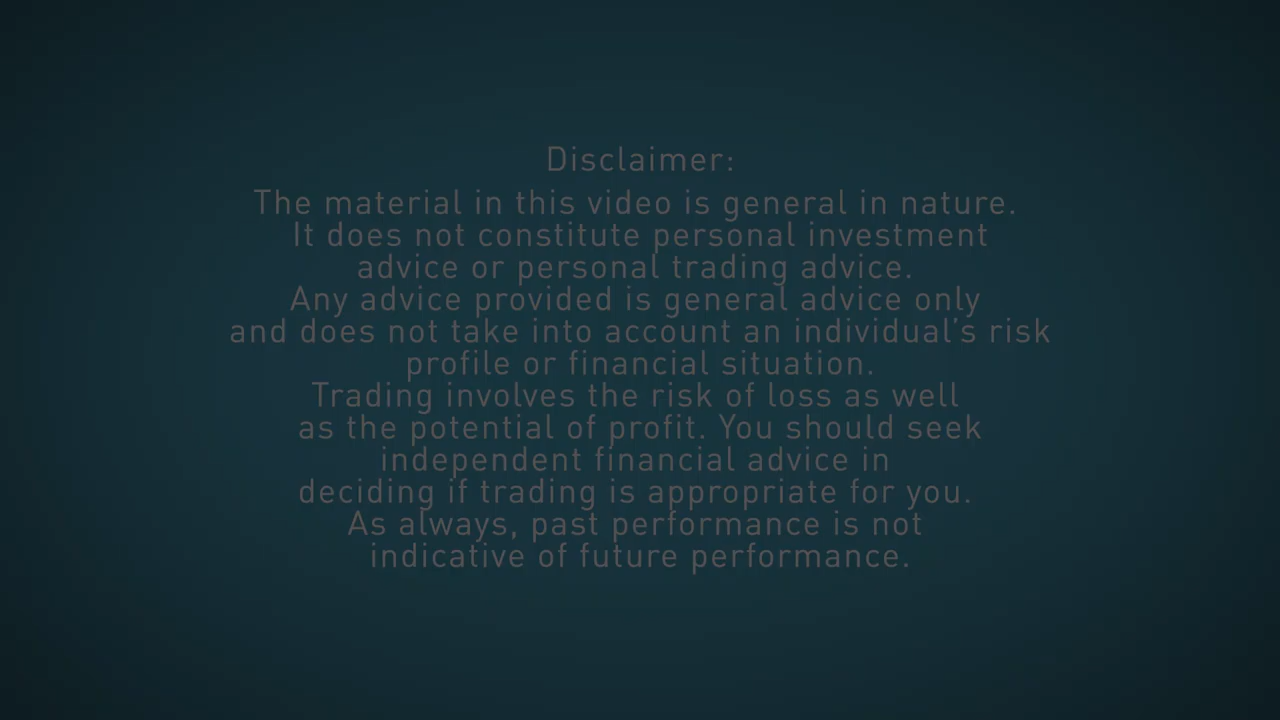 Disclaimer:
The material in this video is general in nature.
It does not constitute personal investment
advice or personal trading advice.
Any advice provided is general advice only
and does not take into account an individual's risk
profile or financial situation.
Trading involves the risk of loss as well
as the potential of profit. You should seek
independent financial advice in
deciding if trading is appropriate for you.
As always, past performance is not
indicative of future performance.